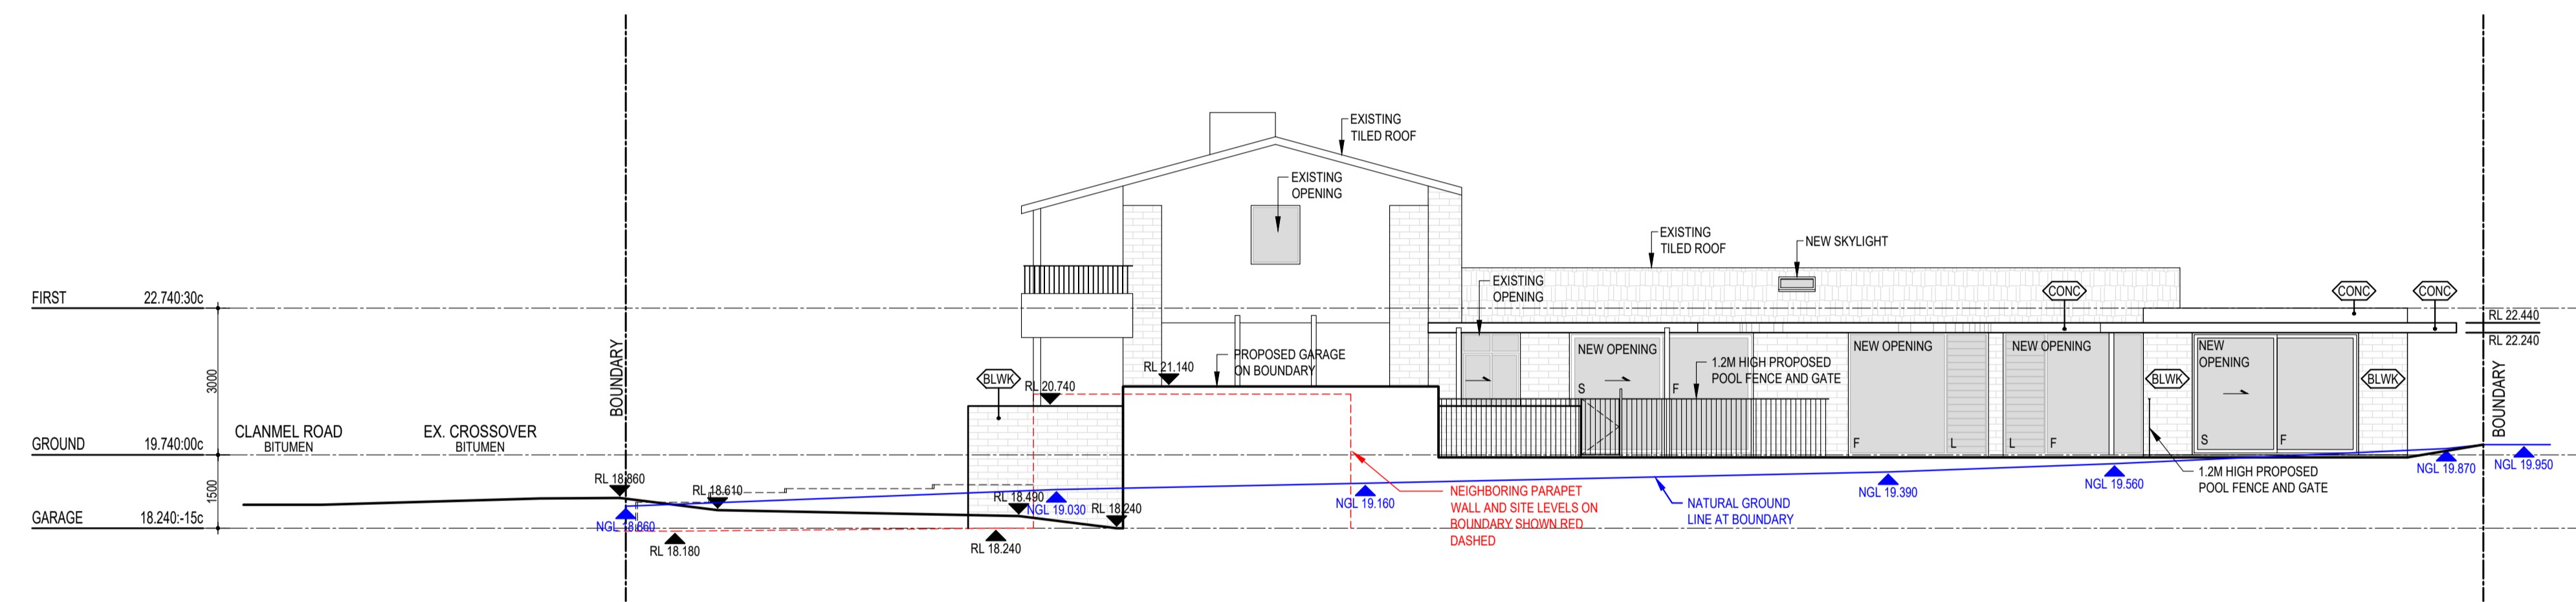 EXISTING
TILED ROOF
EXISTING
OPENING
EXISTING
TILED ROOF
NEW SKYLIGHT
EXISTING
OPENING
FIRST 22.740:30c
CONC
CONC
CONC
RL 22.440
RL 22.240
BOUNDARY
3000
NEW OPENING
NEW OPENING
NEW OPENING
NEW
OPENING
PROPOSED GARAGE
ON BOUNDARY
1.2M HIGH PROPOSED
POOL FENCE AND GATE
RL 21.140
BLWK
RL 20.740
S
F
BLWK
BLWK
BOUNDARY
CLANMEL ROAD
BITUMEN
EX. CROSSOVER
BITUMEN
GROUND 19.740:00c
F
L
L
F
S
F
1500
RL 18.860
RL 18.610
RL 18.490
NGL 19.030
RL 18.240
NGL 19.160
NEIGHBORING PARAPET
WALL AND SITE LEVELS ON
BOUNDARY SHOWN RED
DASHED
NATURAL GROUND
LINE AT BOUNDARY
NGL 19.390
NGL 19.560
1.2M HIGH PROPOSED
POOL FENCE AND GATE
NGL 19.870
NGL 19.950
GARAGE 18.240:-15c
NGL 18.860
RL 18.180
RL 18.240